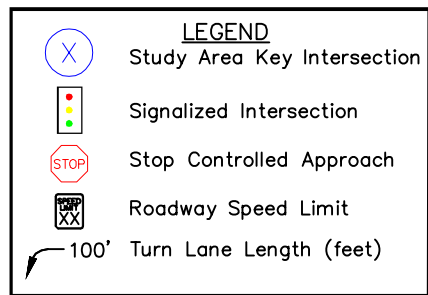 LEGEND
X Study Area Key Intersection
Signalized Intersection
STOP Stop Controlled Approach
SPEED
LIMIT
XX Roadway Speed Limit
100' Turn Lane Length (feet)